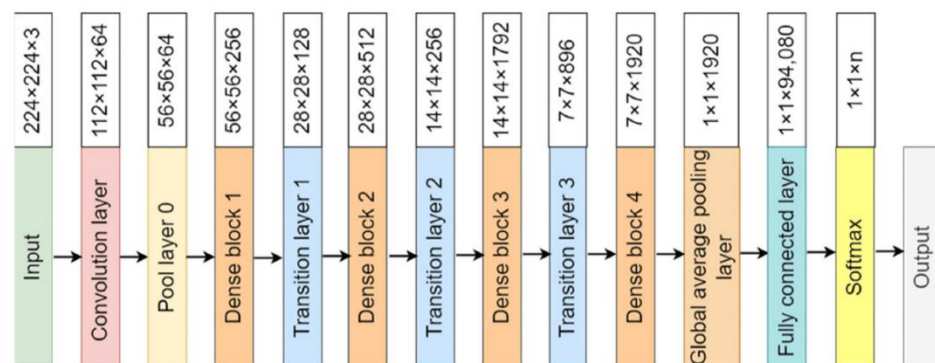 224×224×3
112×112×64
56×56×64
56×56×256
28×28×128
28×28×512
14×14×256
14×14×1792
7×7×896
7×7×1920
1×1×1920
1×1×94,080
1×1×n
Input
Convolution layer
Pool layer 0
Dense block 1
Transition layer 1
Dense block 2
Transition layer 2
Dense block 3
Transition layer 3
Dense block 4
Global average pooling
layer
Fully connected layer
Softmax
Output